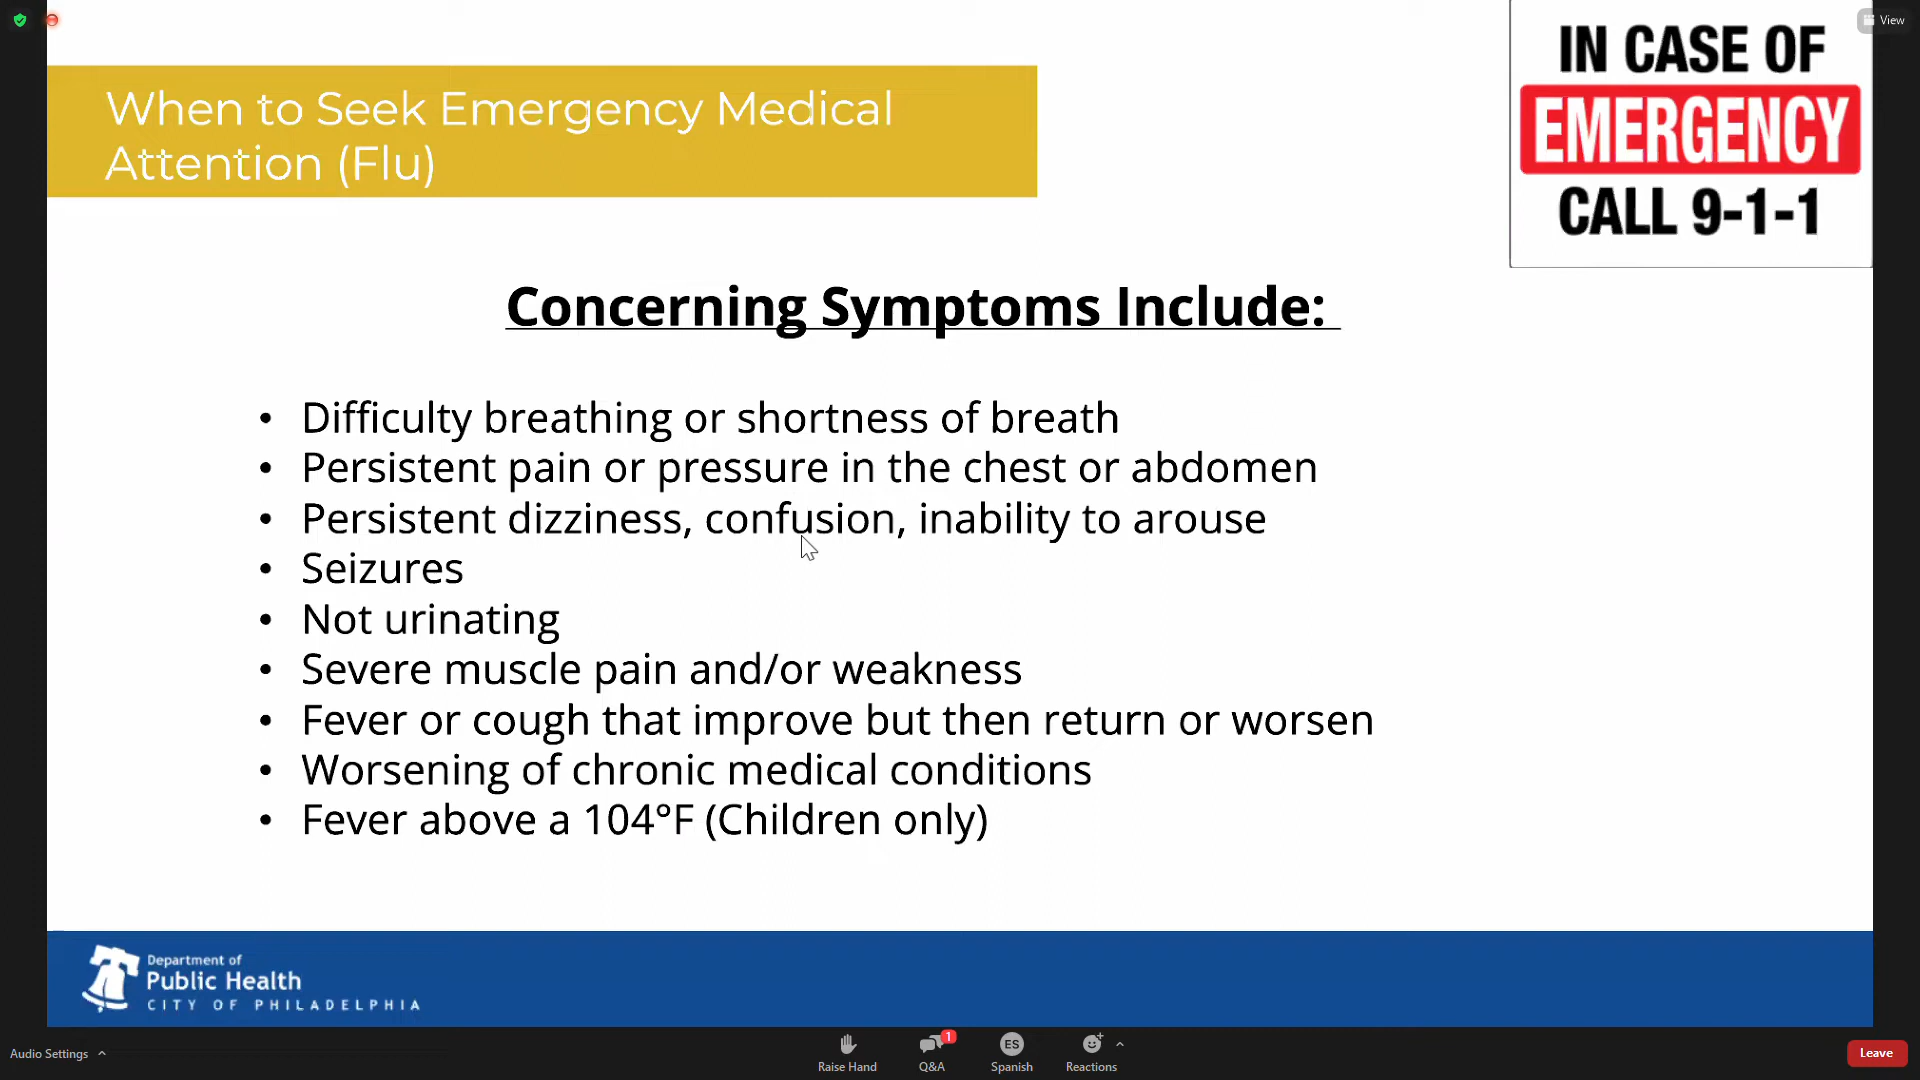 View
IN CASE OF
EMERGENCY
CALL 9-1-1
When to Seek Emergency Medical
Attention (Flu)
Concerning Symptoms Include:
• Difficulty breathing or shortness of breath
• Persistent pain or pressure in the chest or abdomen
• Persistent dizziness, confusion, inability to arouse
• Seizures
• Not urinating
• Severe muscle pain and/or weakness
• Fever or cough that improve but then return or worsen
• Worsening of chronic medical conditions
• Fever above a 104°F (Children only)
Department of
Public Health
CITY OF PHILADELPHIA
Audio Settings
Raise Hand
1
Q&A
ES
Spanish
Reactions
Leave